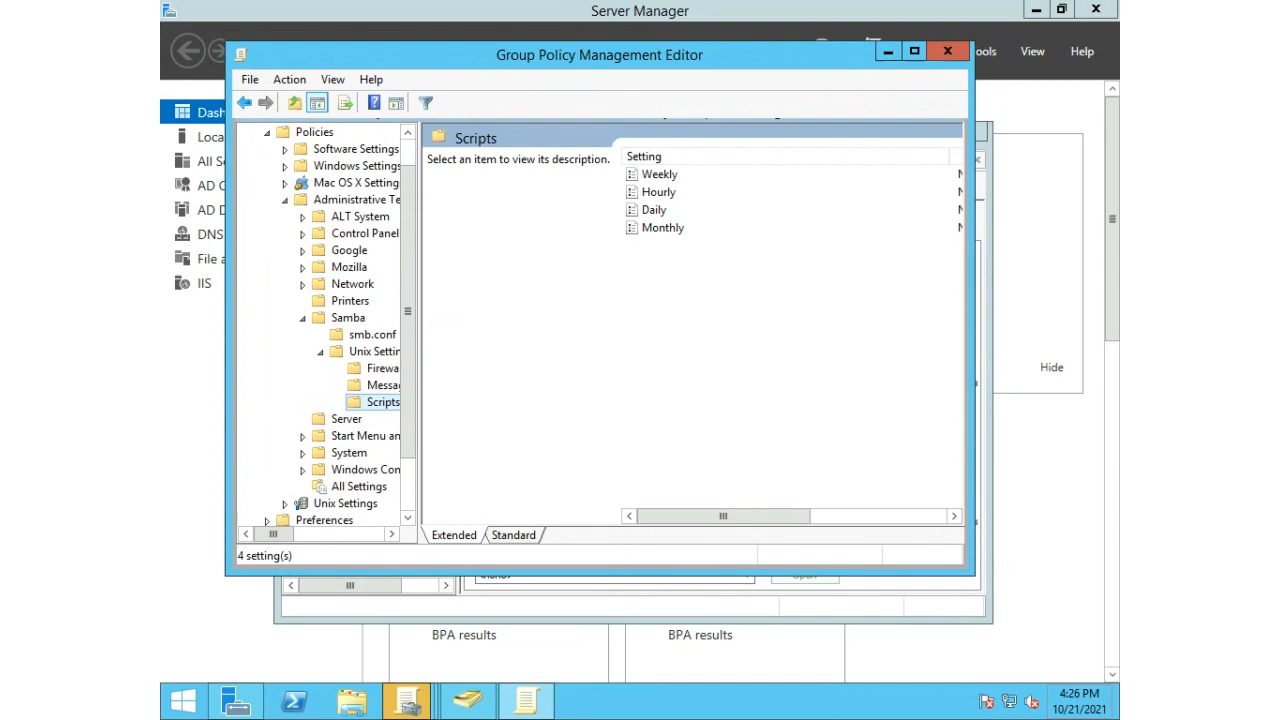 Server Manager
Group Policy Management Editor
ools View Help
File Action View Help
Dash
Loca
All Se
AD C
AD D
DNS
File a
IIS
Policies
Software Settings
Windows Settings
Mac OS X Setting
Administrative Te
ALT System
Control Panel
Google
Mozilla
Network
Printers
Samba
smb.conf
Unix Settin
Firewa
Messa
Scripts
Server
Start Menu an
System
Windows Con
All Settings
Unix Settings
Preferences
Scripts
Select an item to view its description.
Setting
Weekly N
Hourly N
Daily N
Monthly N
Hide
Extended Standard
4 setting(s)
BPA results BPA results
4:26 PM
10/21/2021